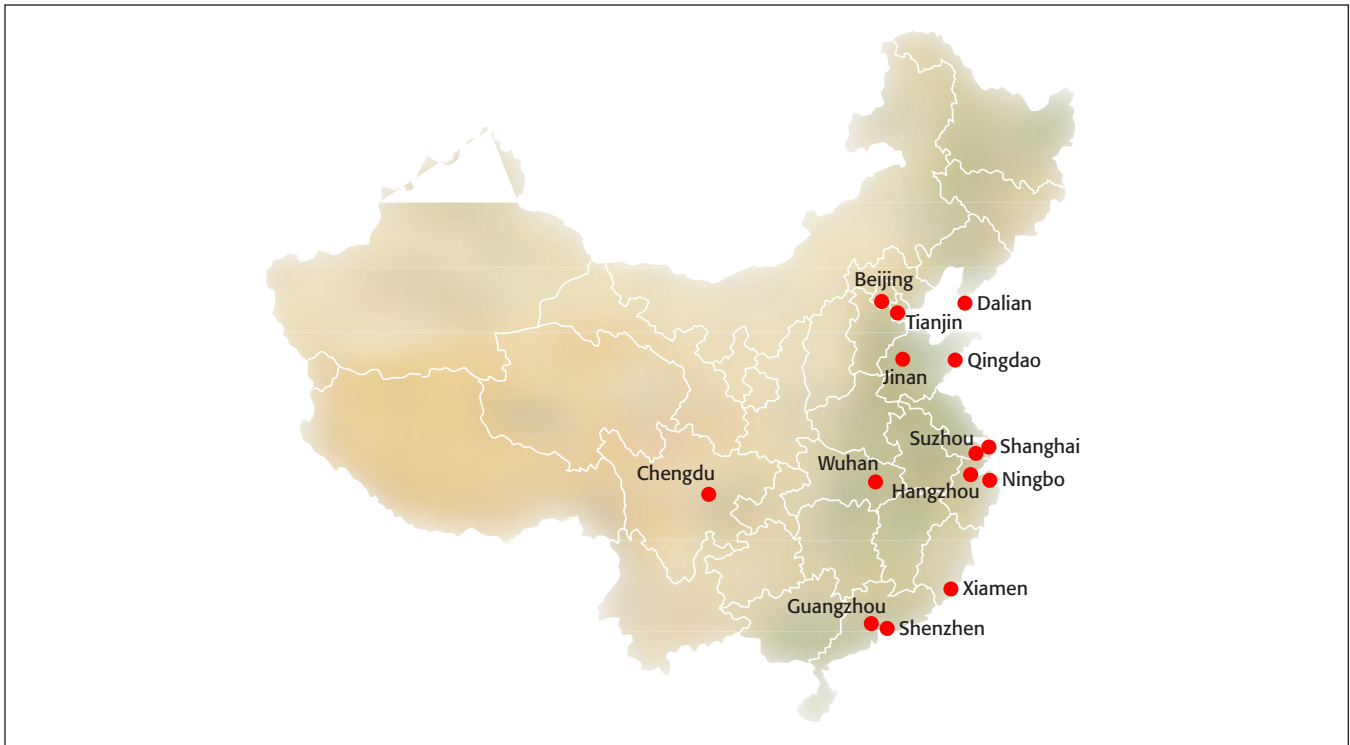 Beijing
Dalian
Tianjin
Qingdao
Jinan
Suzhou
Shanghai
Wuhan
Chengdu
Ningbo
Hangzhou
Xiamen
Guangzhou
Shenzhen